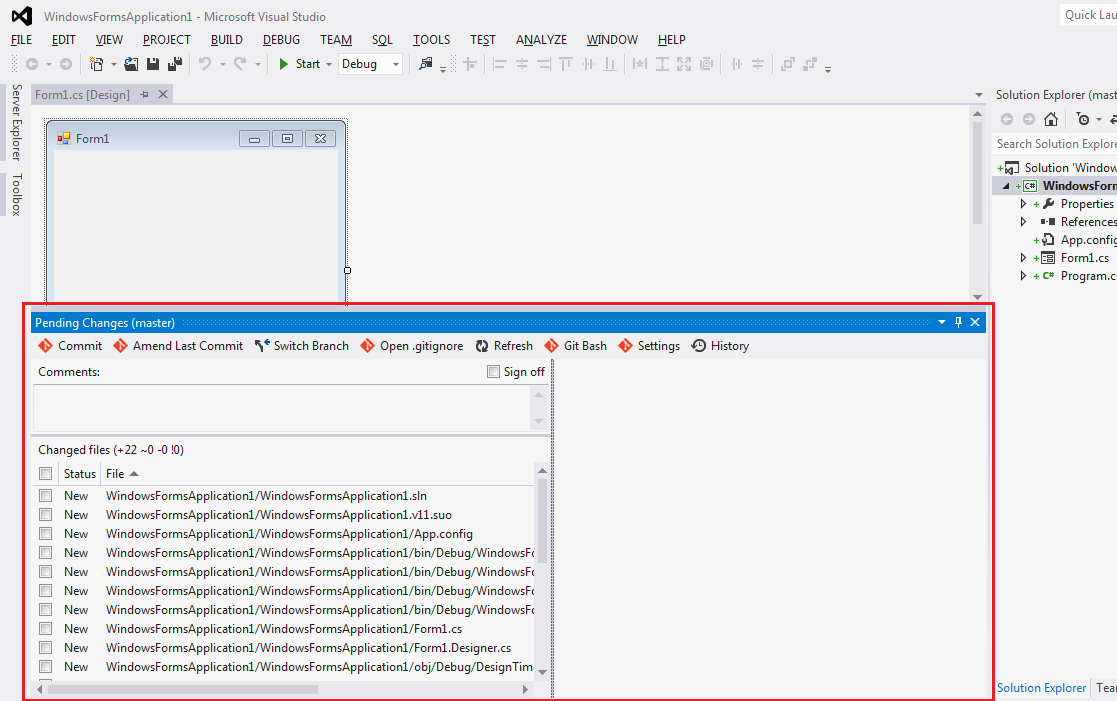 WindowsFormsApplication1 - Microsoft Visual Studio
Quick Lau
FILE EDIT VIEW PROJECT BUILD DEBUG TEAM SQL TOOLS TEST ANALYZE WINDOW HELP
Start Debug
Server Explorer
Toolbox
Form1.cs [Design]
Form1
Solution Explorer (mast
Search Solution Explore
Solution 'Window
C# WindowsForm
Properties
References
App.config
Form1.cs
C# Program.c
Pending Changes (master)
Commit Amend Last Commit Switch Branch Open .gitignore Refresh Git Bash Settings History
Comments: Sign off
Changed files (+22 ~0 -0 !0)
Status File
New WindowsFormsApplication1/WindowsFormsApplication1.sln
New WindowsFormsApplication1/WindowsFormsApplication1.v11.suo
New WindowsFormsApplication1/WindowsFormsApplication1/App.config
New WindowsFormsApplication1/WindowsFormsApplication1/bin/Debug/WindowsFo
New WindowsFormsApplication1/WindowsFormsApplication1/bin/Debug/WindowsFo
New WindowsFormsApplication1/WindowsFormsApplication1/bin/Debug/WindowsFo
New WindowsFormsApplication1/WindowsFormsApplication1/bin/Debug/WindowsFo
New WindowsFormsApplication1/WindowsFormsApplication1/Form1.cs
New WindowsFormsApplication1/WindowsFormsApplication1/Form1.Designer.cs
New WindowsFormsApplication1/WindowsFormsApplication1/obj/Debug/DesignTim
Solution Explorer Tea